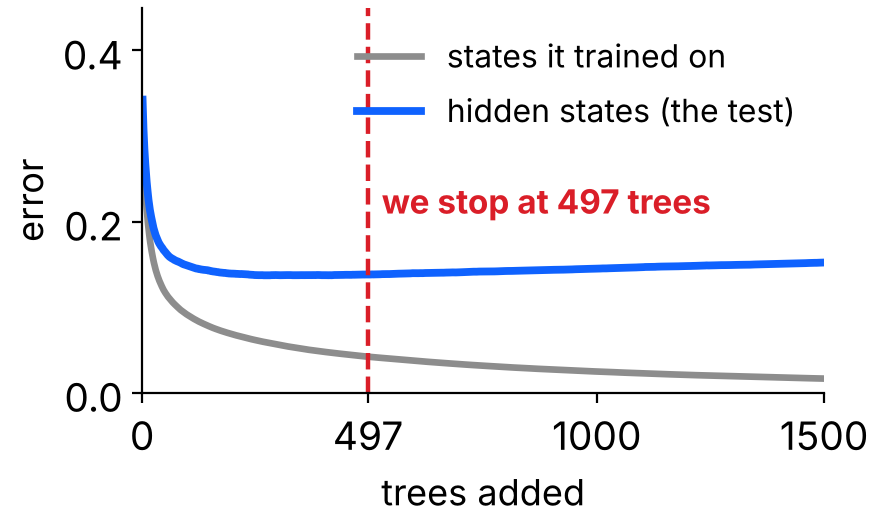 0.4
states it trained on
hidden states (the test)
error
we stop at 497 trees
0.2
0.0
0 497 1000 1500
trees added